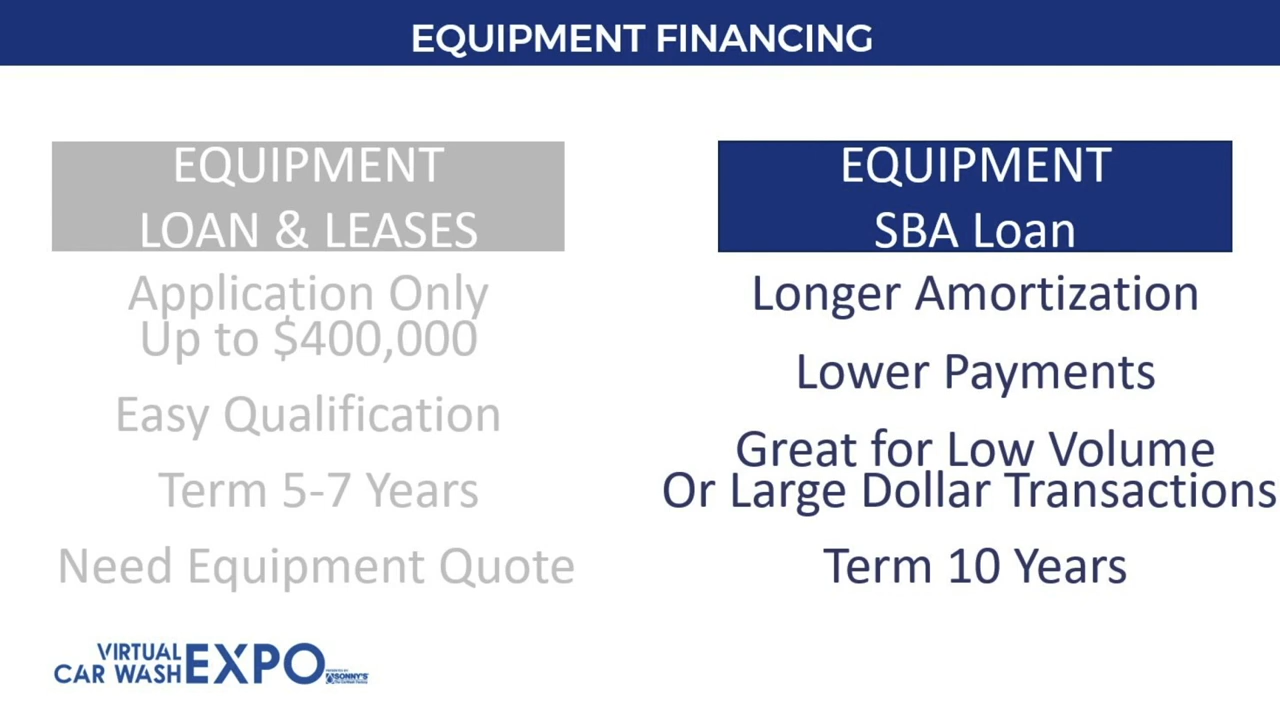 EQUIPMENT FINANCING
EQUIPMENT
LOAN & LEASES
Application Only
Up to $400,000
Easy Qualification
Term 5-7 Years
Need Equipment Quote
EQUIPMENT
SBA Loan
Longer Amortization
Lower Payments
Great for Low Volume
Or Large Dollar Transactions
Term 10 Years
VIRTUAL
CAR WASH EXPO
SONNY'S